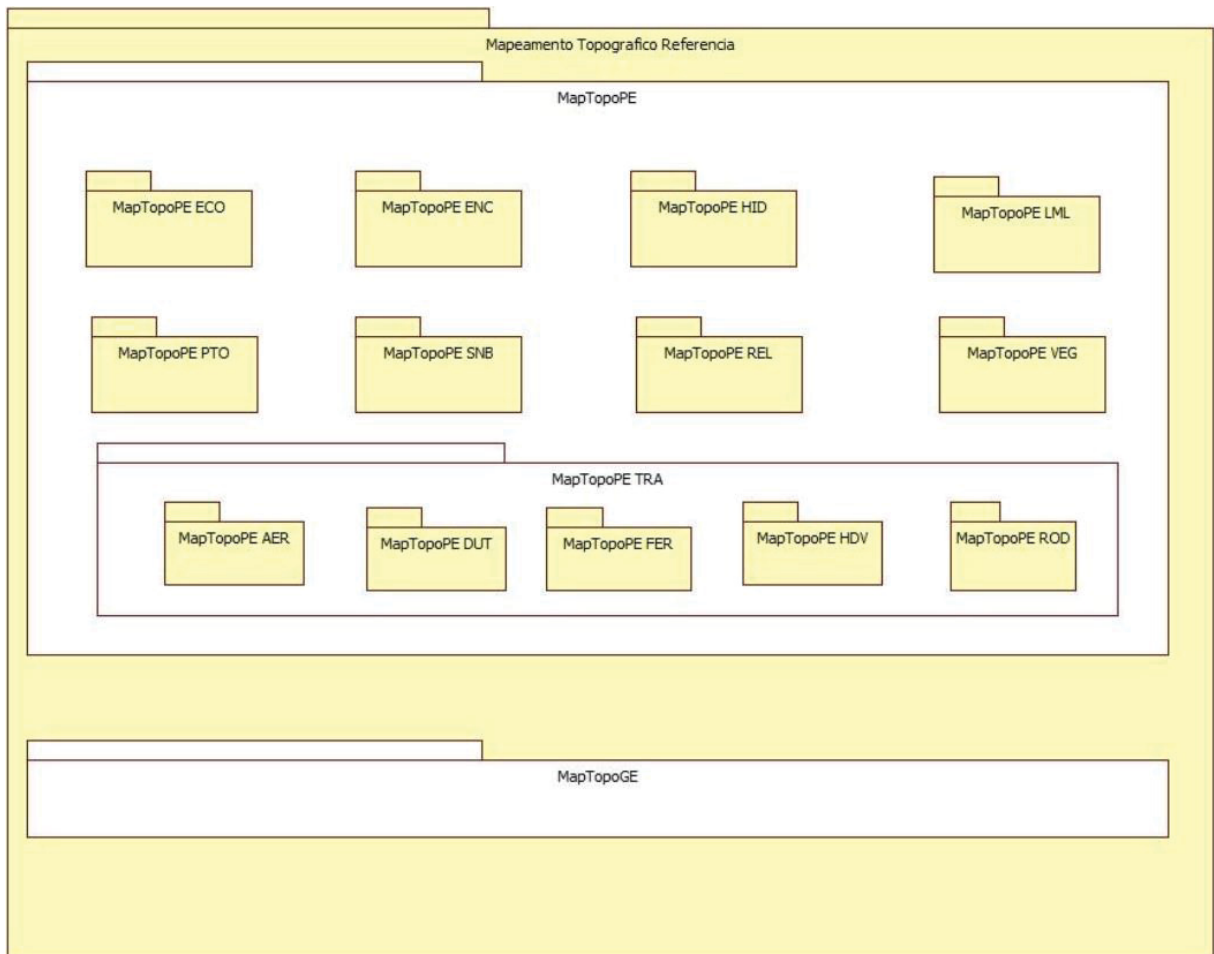 Mapeamento Topografico Referencia
MapTopoPE
MapTopoPE ECO
MapTopoPE ENC
MapTopoPE HID
MapTopoPE LML
MapTopoPE PTO
MapTopoPE SNB
MapTopoPE REL
MapTopoPE VEG
MapTopoPE TRA
MapTopoPE AER
MapTopoPE DUT
MapTopoPE FER
MapTopoPE HDV
MapTopoPE ROD
MapTopoGE